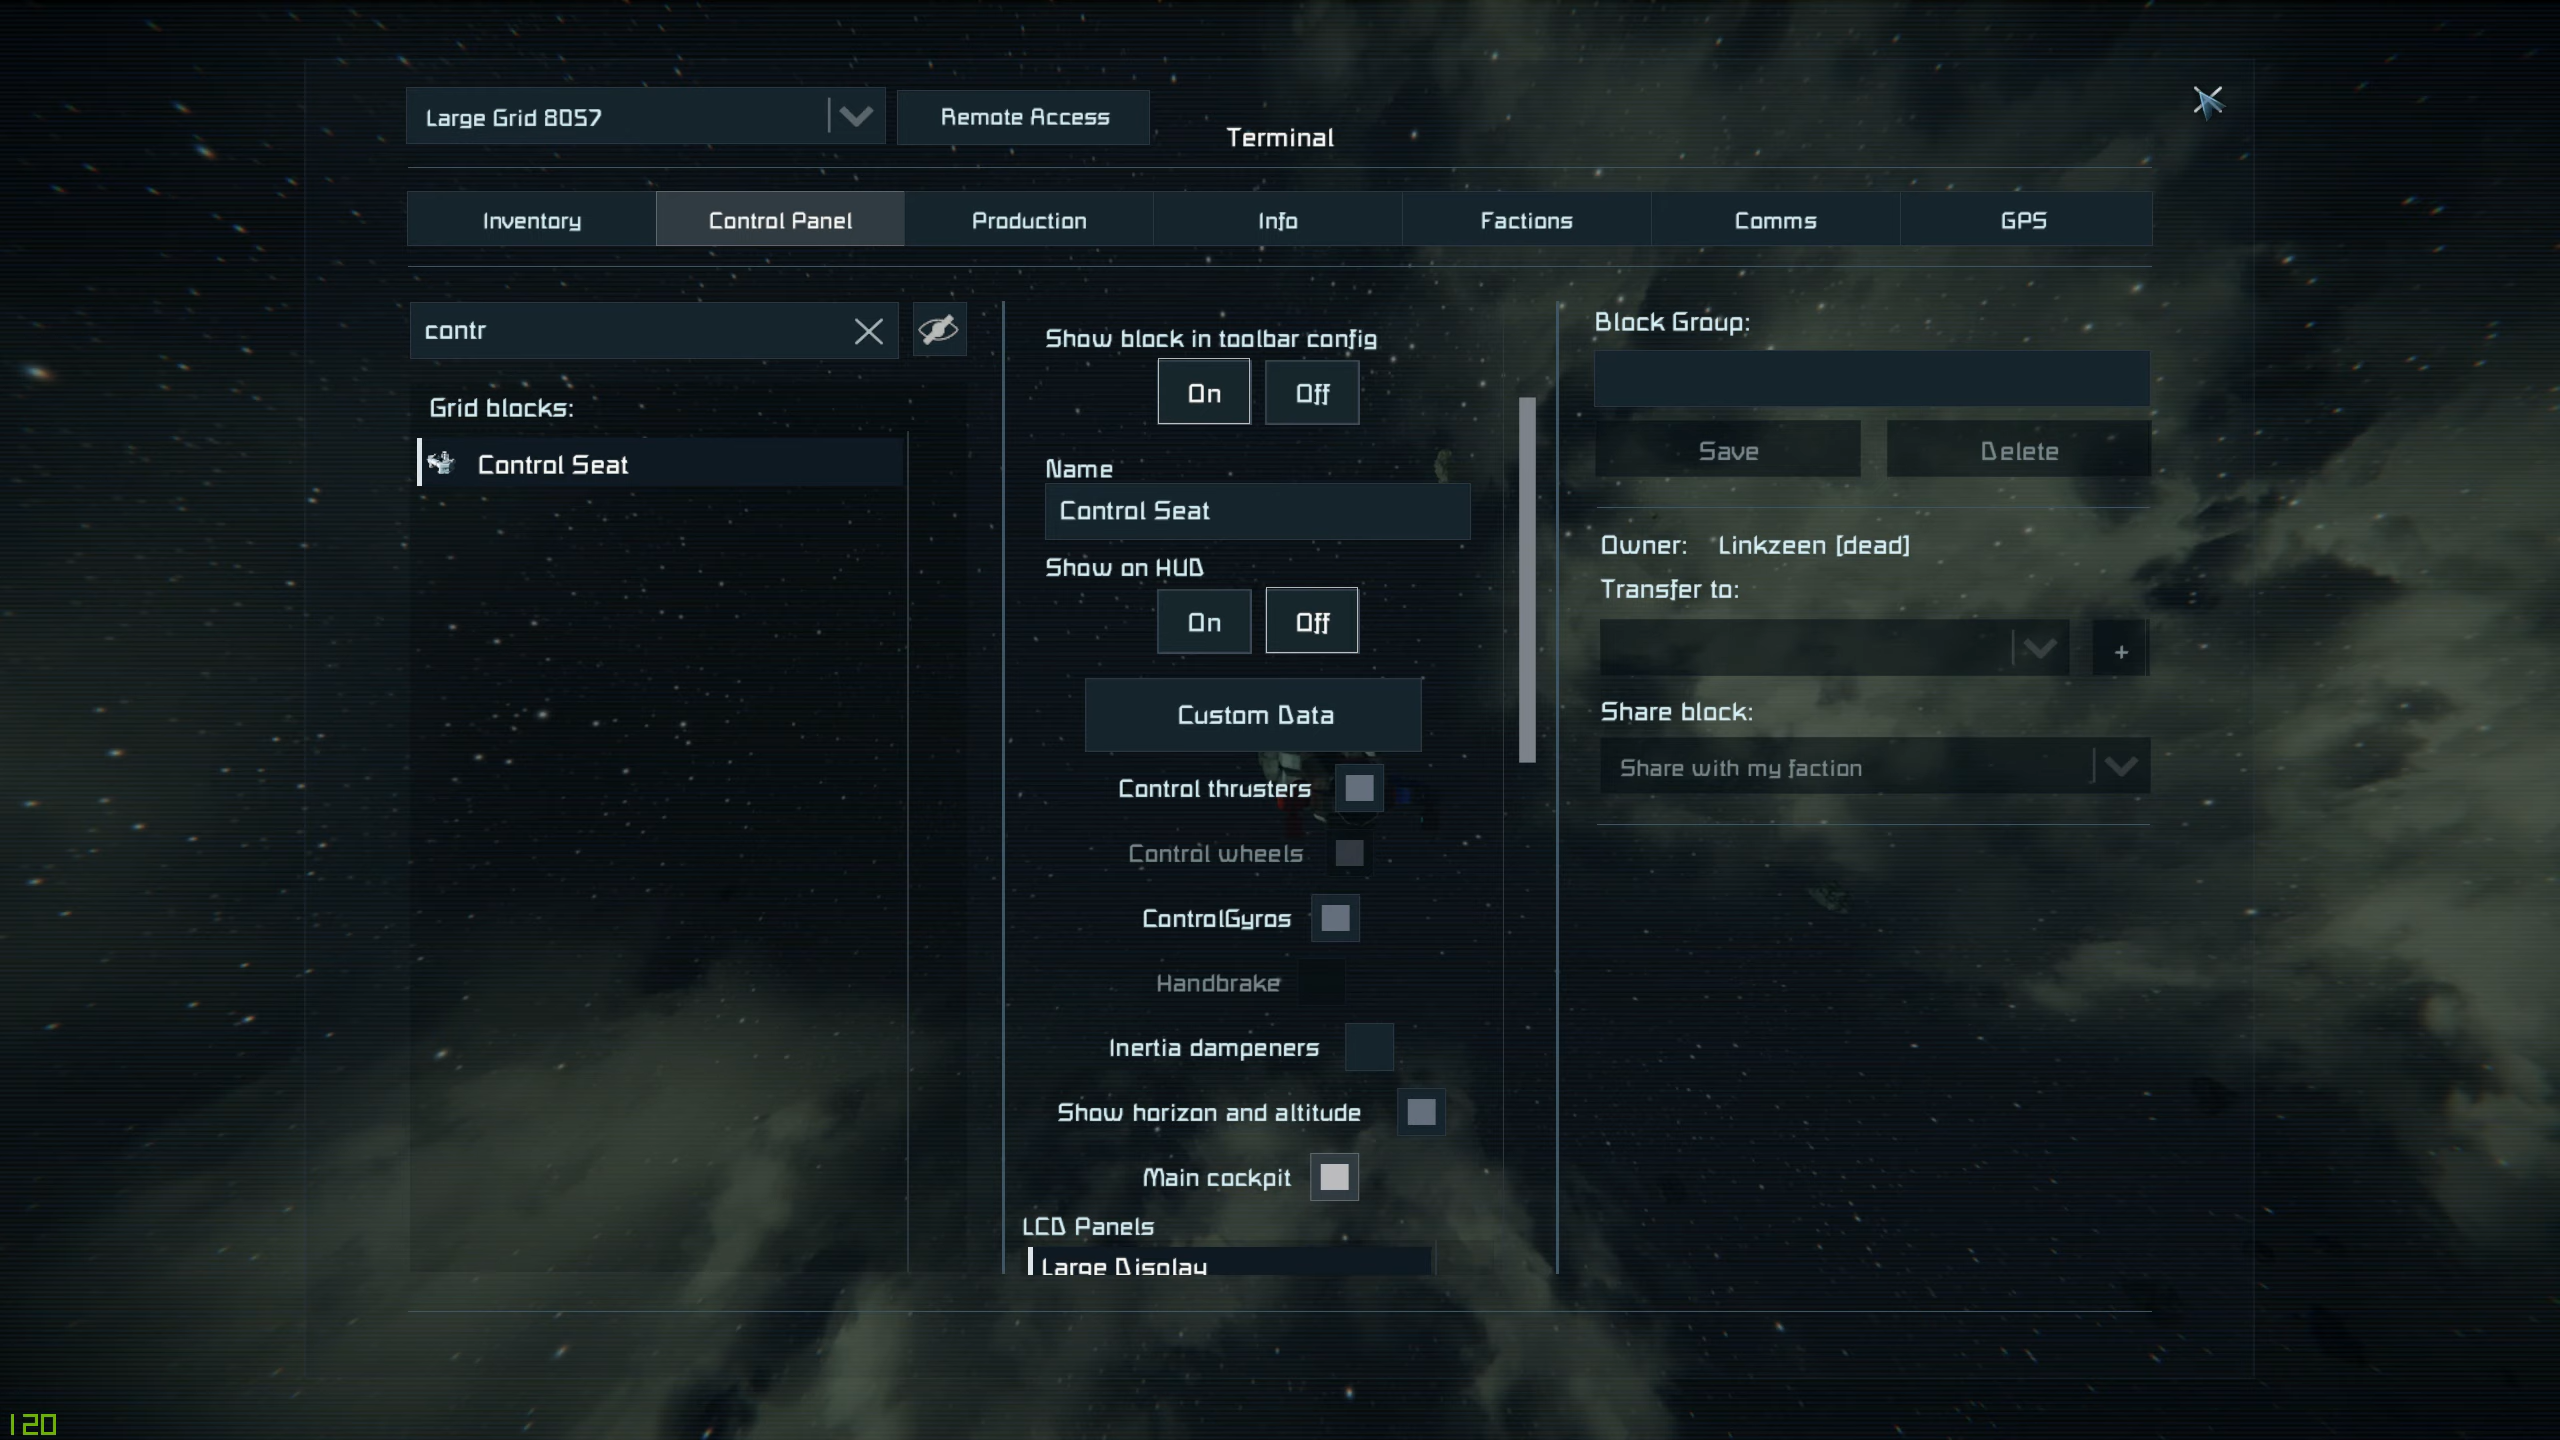 Large Grid 8057
Remote Access
Terminal
Inventory
Control Panel
Production
Info
Factions
Comms
GPS
contr
Grid blocks:
Control Seat
Show block in toolbar config
On
Off
Name
Control Seat
Show on HUD
On
Off
Custom Data
Control thrusters
Control wheels
ControlGyros
Handbrake
Inertia dampeners
Show horizon and altitude
Main cockpit
LCD Panels
Large Display
Block Group:
Save
Delete
Owner: Linkzeen [dead]
Transfer to:
+
Share block:
Share with my faction
120